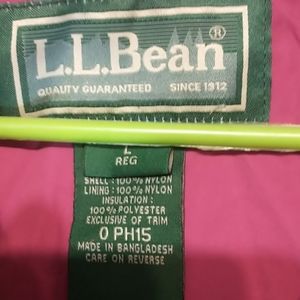 L.L.Bean®
QUALITY GUARANTEED SINCE 1912
L
REG
SHELL: 100% NYLON
LINING: 100% NYLON
INSULATION:
100% POLYESTER
EXCLUSIVE OF TRIM
0 PH15
MADE IN BANGLADESH
CARE ON REVERSE